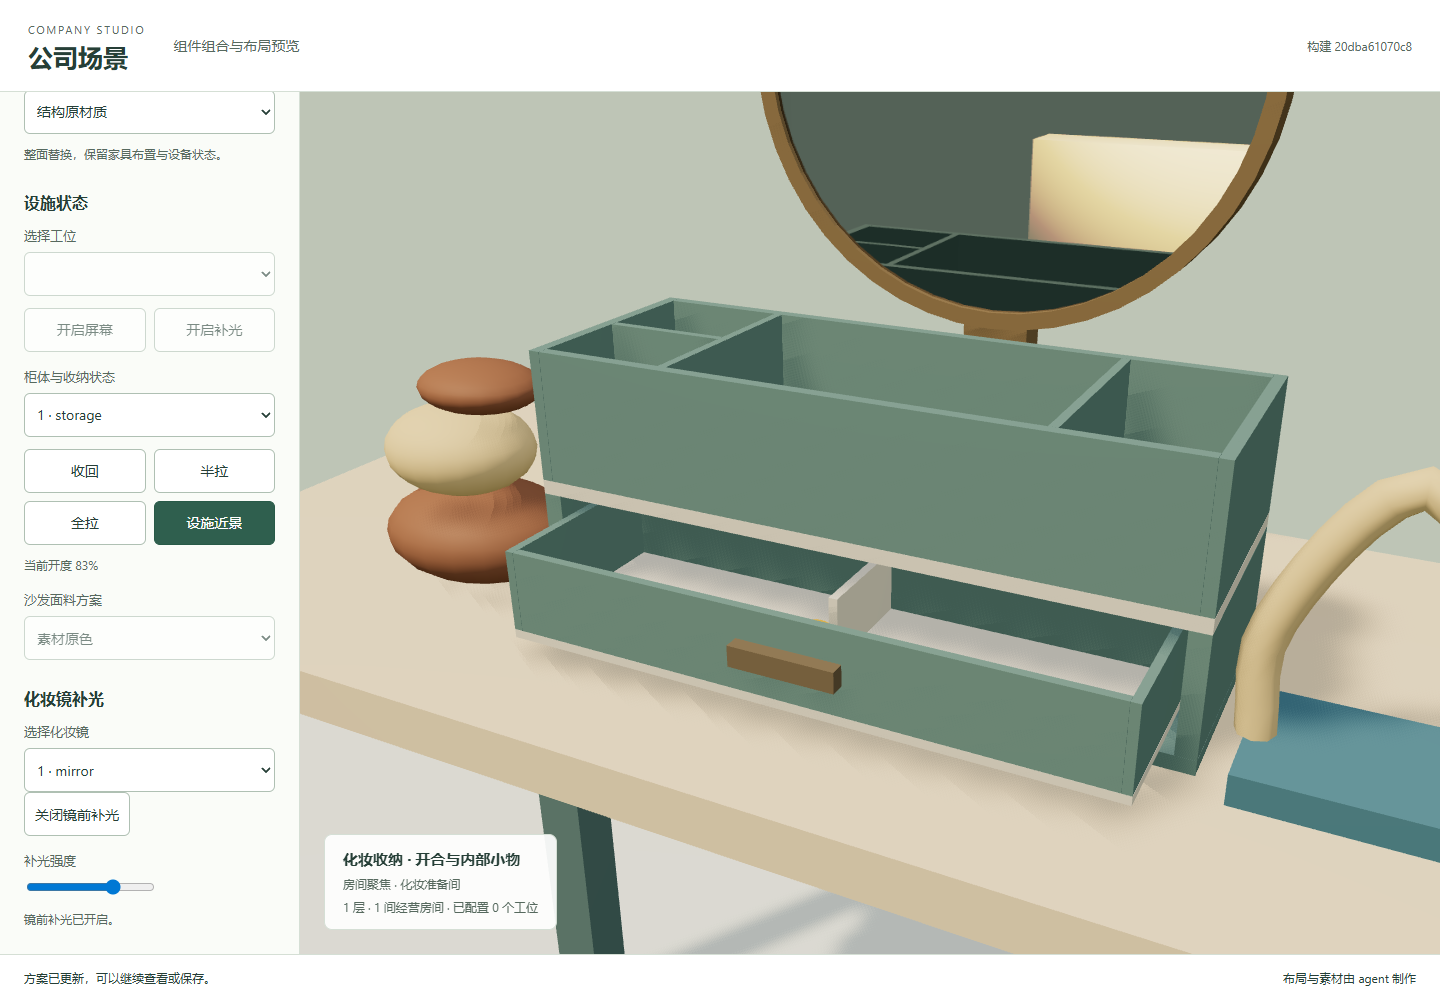 COMPANY STUDIO
公司场景
组件组合与布局预览
构建 20dba61070c8
结构原材质
整面替换，保留家具布置与设备状态。
设施状态
选择工位
开启屏幕
开启补光
柜体与收纳状态
1 · storage
收回
半拉
全拉
设施近景
当前开度 83%
沙发面料方案
素材原色
化妆镜补光
选择化妆镜
1 · mirror
关闭镜前补光
补光强度
镜前补光已开启。
化妆收纳 · 开合与内部小物
房间聚焦 · 化妆准备间
1 层 · 1 间经营房间 · 已配置 0 个工位
方案已更新，可以继续查看或保存。
布局与素材由 agent 制作